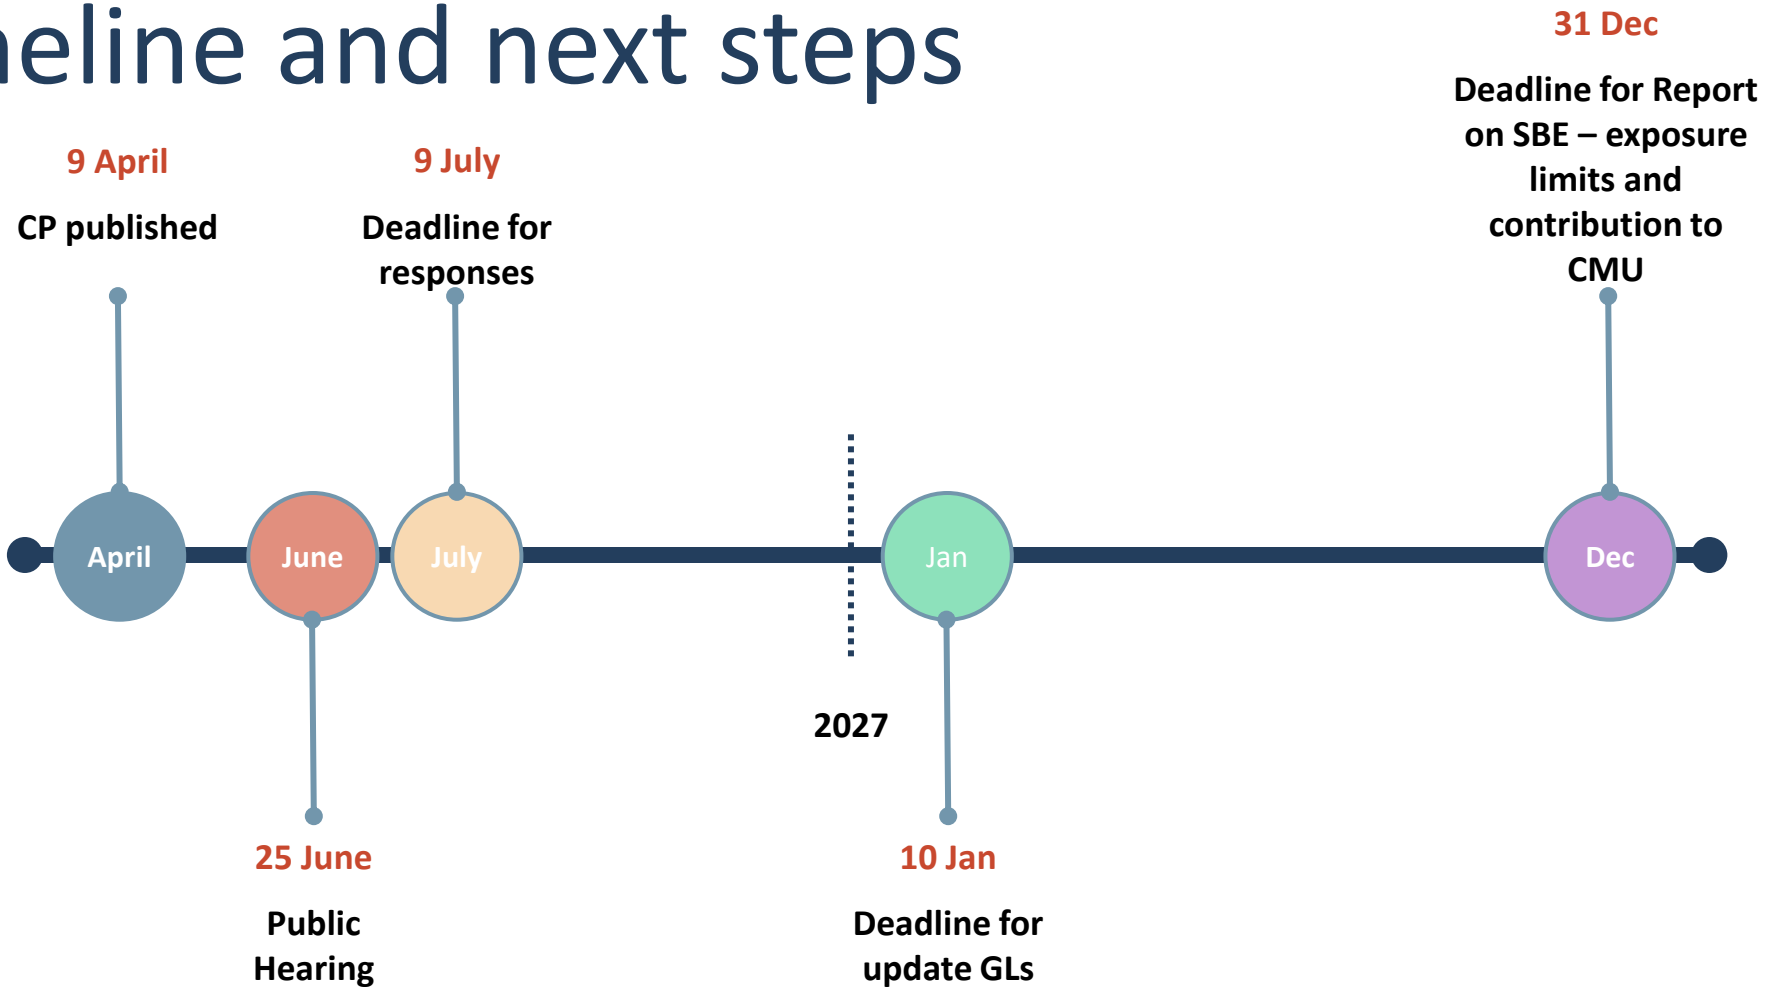 and next steps
9 April
CP published
9 July
Deadline for
responses
31 Dec
Deadline for Report
on SBE – exposure
limits and
contribution to
CMU
April
June
July
Jan
Dec
2027
25 June
Public
Hearing
10 Jan
Deadline for
update GLs